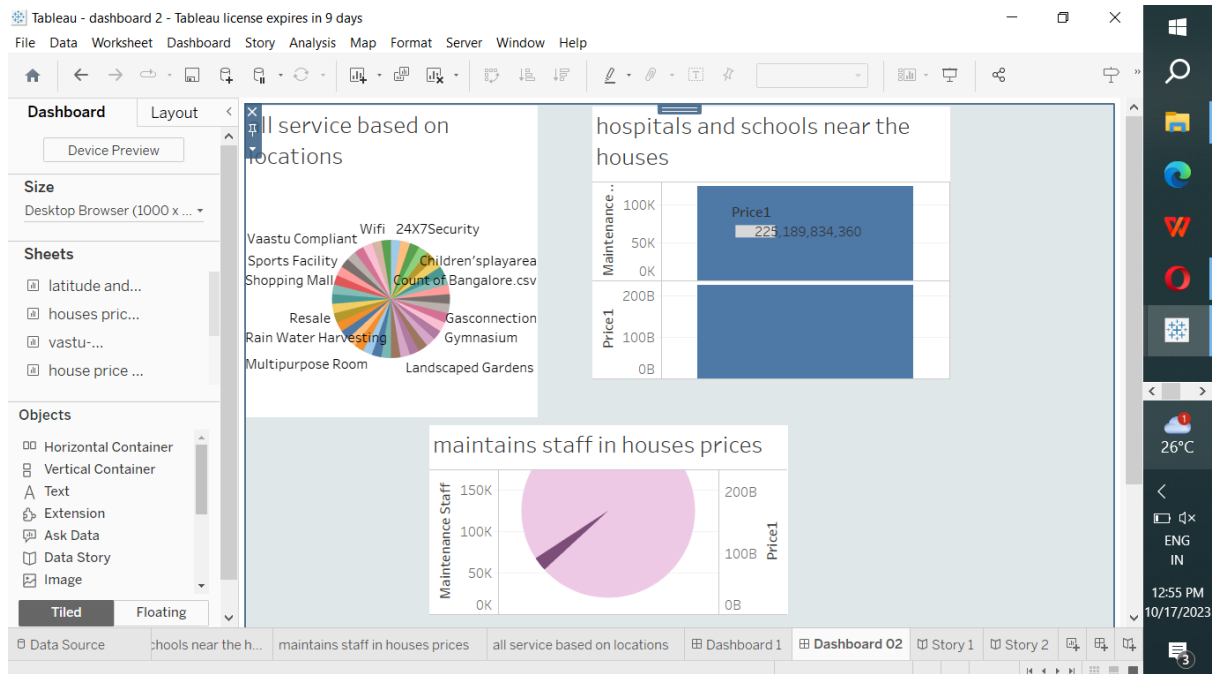 Tableau - dashboard 2 - Tableau license expires in 9 days
File Data Worksheet Dashboard Story Analysis Map Format Server Window Help
Dashboard Layout
Device Preview
Size
Desktop Browser (1000 x ...
Sheets
latitude and...
houses pric...
vastu-...
house price ...
Objects
Horizontal Container
Vertical Container
Text
Extension
Ask Data
Data Story
Image
Tiled Floating
all service based on
locations
Wifi 24X7Security
Vaastu Compliant
Sports Facility Children'splayarea
Shopping Mall Count of Bangalore.csv
Resale Gasconnection
Rain Water Harvesting Gymnasium
Multipurpose Room Landscaped Gardens
hospitals and schools near the
houses
Maintenance ..
100K
50K
0K
Price1
225,189,834,360
Price1
200B
100B
0B
maintains staff in houses prices
Maintenance Staff
150K
100K
50K
0K
200B
100B
0B
Price1
Data Source chools near the h... maintains staff in houses prices all service based on locations Dashboard 1 Dashboard 02 Story 1 Story 2
1
26°C
ENG
IN
12:55 PM
10/17/2023
3